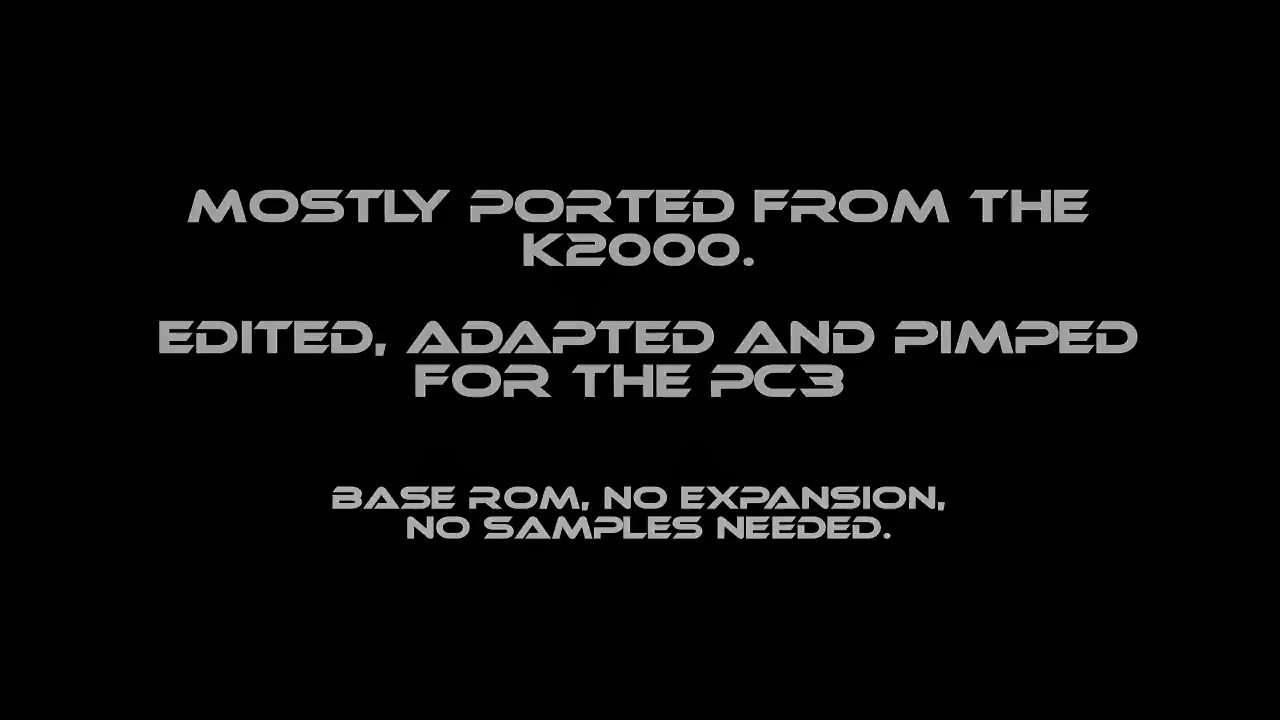 MOSTLY PORTED FROM THE
K2000.
EDITED, ADAPTED AND PIMPED
FOR THE PC3
BASE ROM, NO EXPANSION,
NO SAMPLES NEEDED.